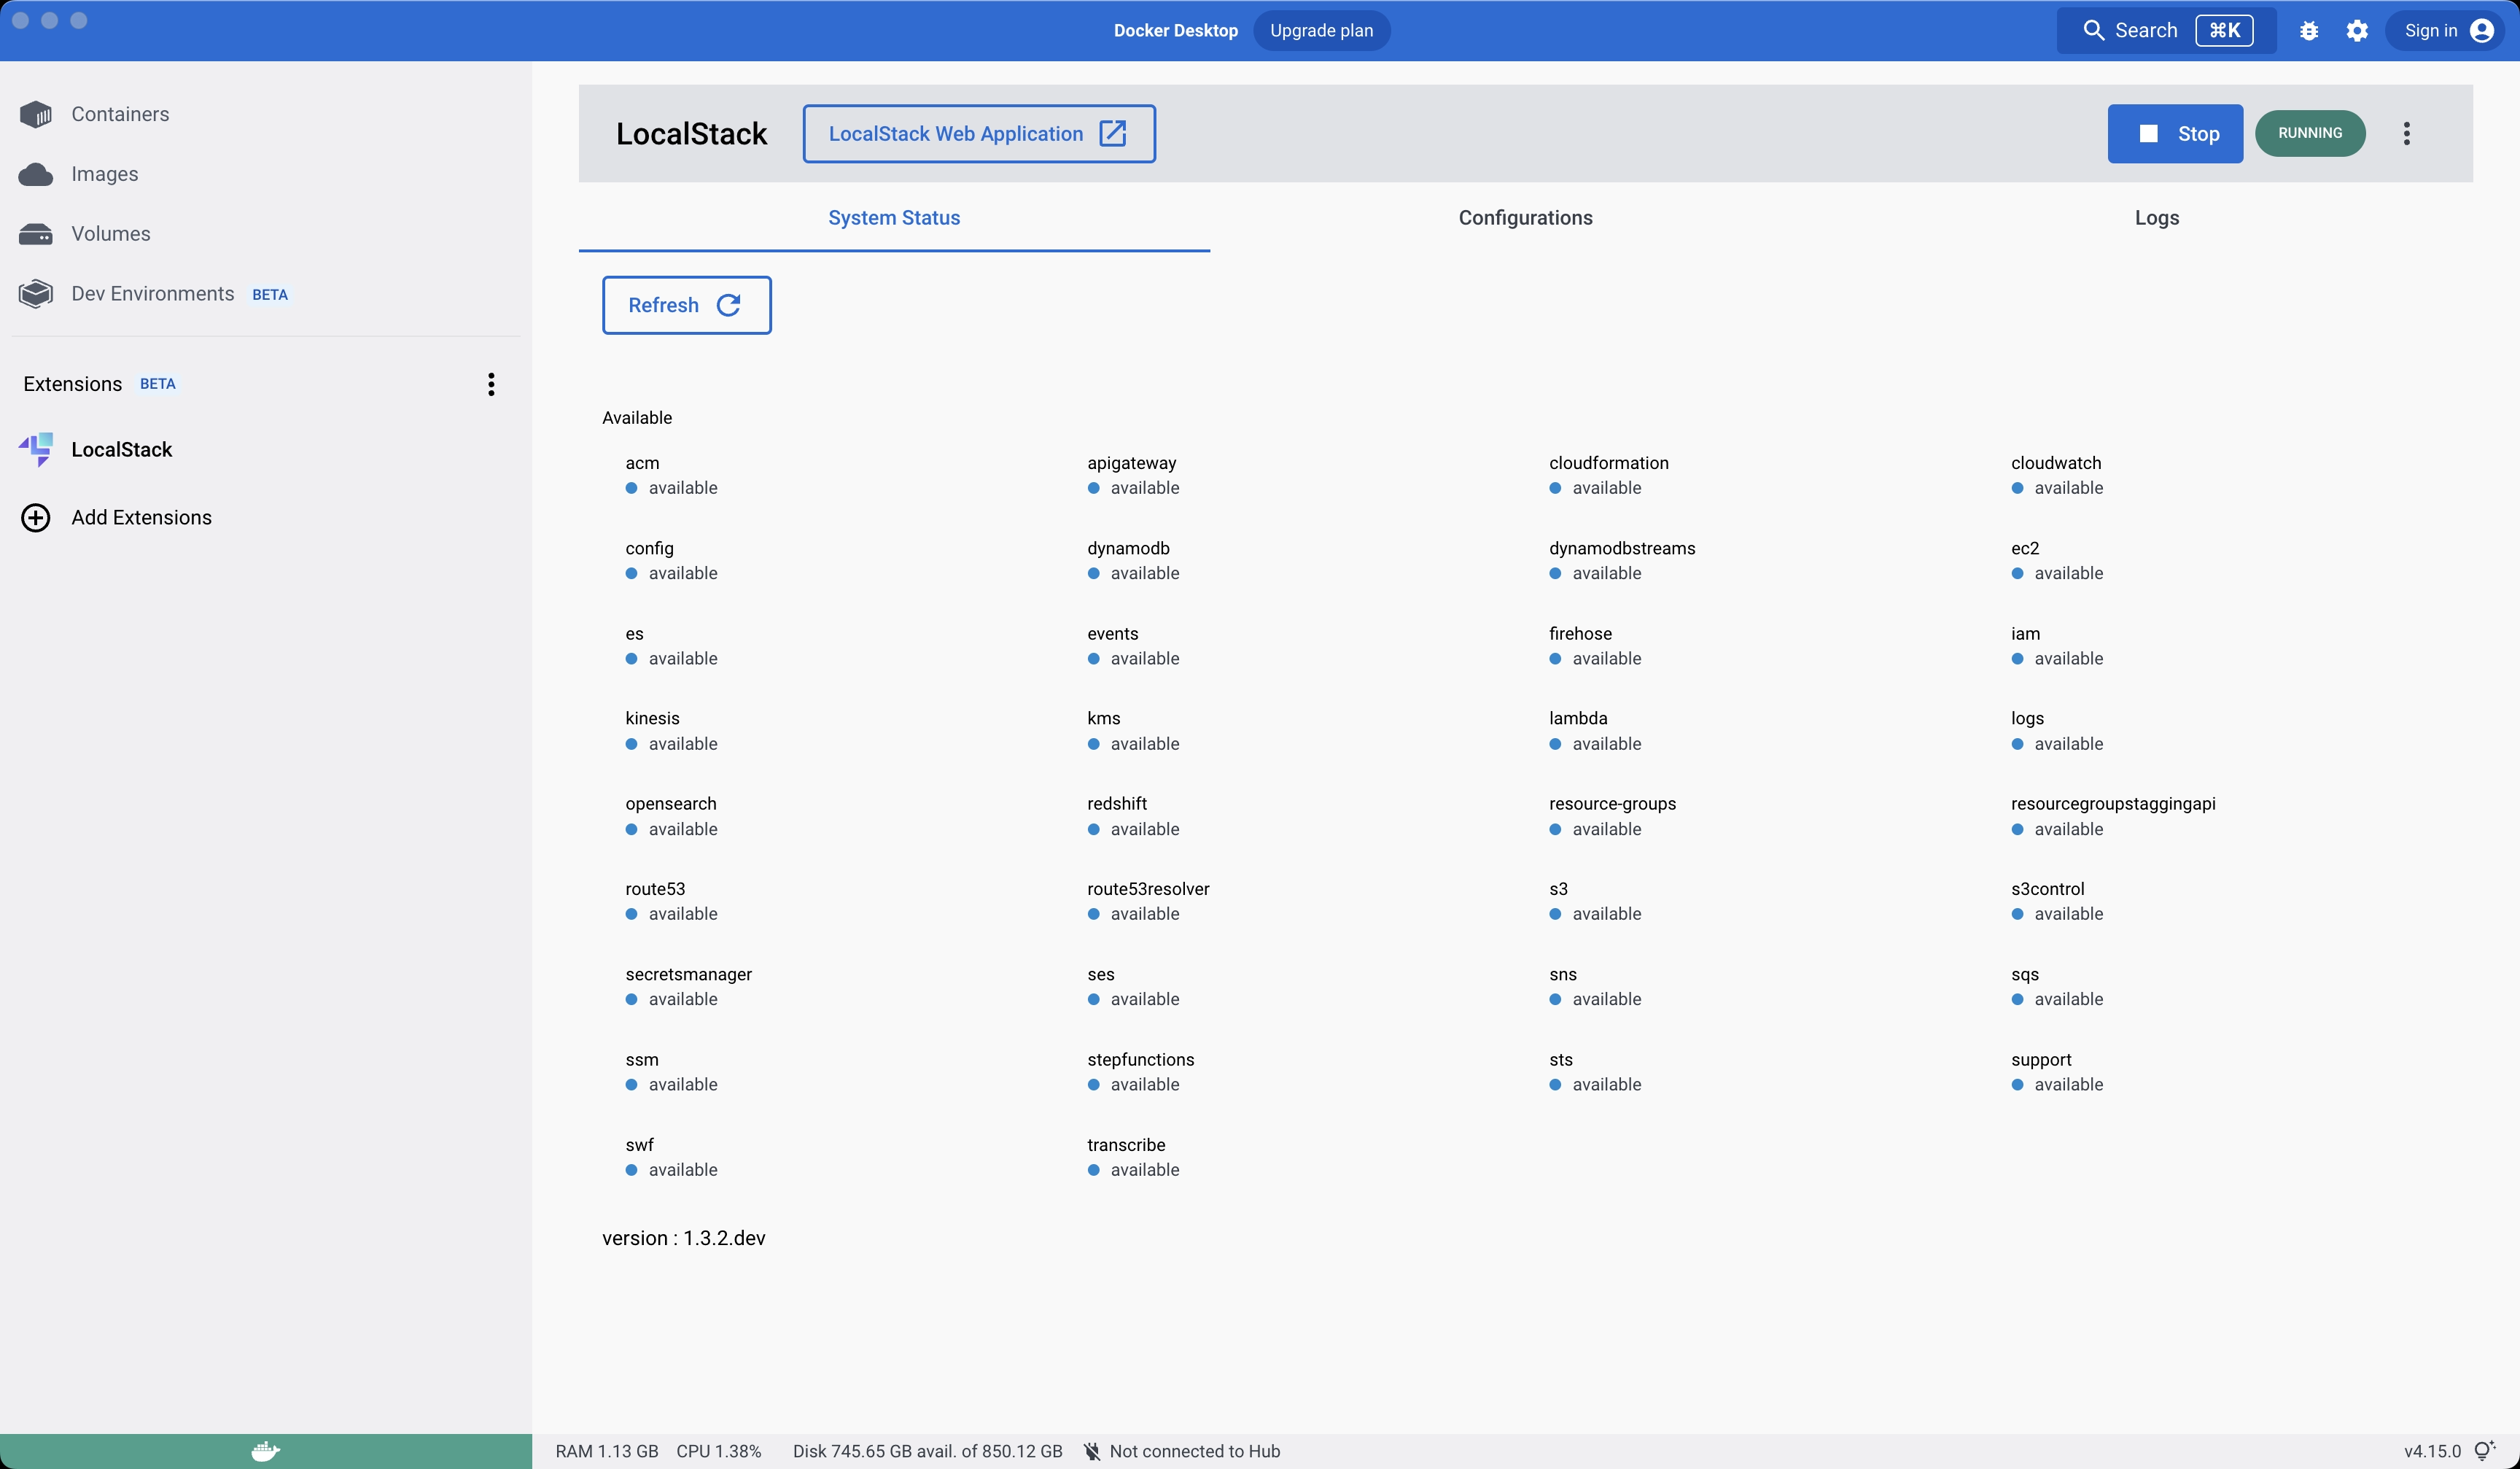 Docker Desktop Upgrade plan Search ⌘K Sign in
Containers
Images
Volumes
Dev Environments BETA
Extensions BETA
LocalStack
Add Extensions
LocalStack LocalStack Web Application Stop RUNNING
System Status Configurations Logs
Refresh
Available
acm apigateway cloudformation cloudwatch
available available available available
config dynamodb dynamodbstreams ec2
available available available available
es events firehose iam
available available available available
kinesis kms lambda logs
available available available available
opensearch redshift resource-groups resourcegroupstaggingapi
available available available available
route53 route53resolver s3 s3control
available available available available
secretsmanager ses sns sqs
available available available available
ssm stepfunctions sts support
available available available available
swf transcribe
available available
version : 1.3.2.dev
RAM 1.13 GB CPU 1.38% Disk 745.65 GB avail. of 850.12 GB Not connected to Hub v4.15.0